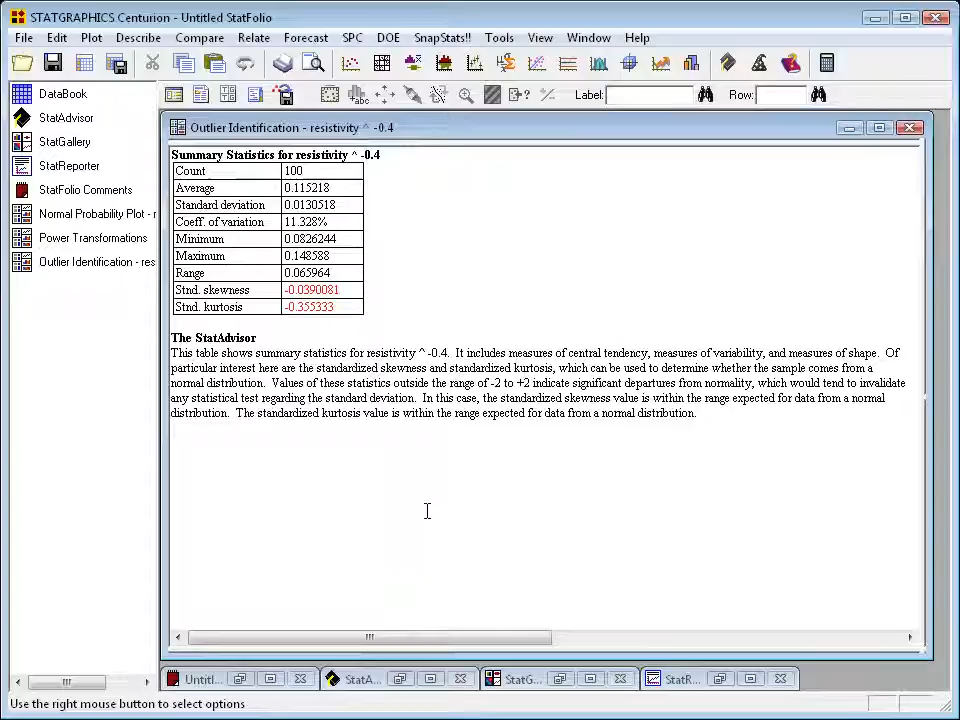 STATGRAPHICS Centurion - Untitled StatFolio
File Edit Plot Describe Compare Relate Forecast SPC DOE SnapStats!! Tools View Window Help
Label: Row:
DataBook
StatAdvisor
StatGallery
StatReporter
StatFolio Comments
Normal Probability Plot - r
Power Transformations
Outlier Identification - res
Outlier Identification - resistivity ^ -0.4
Summary Statistics for resistivity ^ -0.4
Count 100
Average 0.115218
Standard deviation 0.0130518
Coeff. of variation 11.328%
Minimum 0.0826244
Maximum 0.148588
Range 0.065964
Stnd. skewness -0.0390081
Stnd. kurtosis -0.355333
The StatAdvisor
This table shows summary statistics for resistivity ^ -0.4. It includes measures of central tendency, measures of variability, and measures of shape. Of
particular interest here are the standardized skewness and standardized kurtosis, which can be used to determine whether the sample comes from a
normal distribution. Values of these statistics outside the range of -2 to +2 indicate significant departures from normality, which would tend to invalidate
any statistical test regarding the standard deviation. In this case, the standardized skewness value is within the range expected for data from a normal
distribution. The standardized kurtosis value is within the range expected for data from a normal distribution.
Untitl... StatA... StatG... StatR...
Use the right mouse button to select options